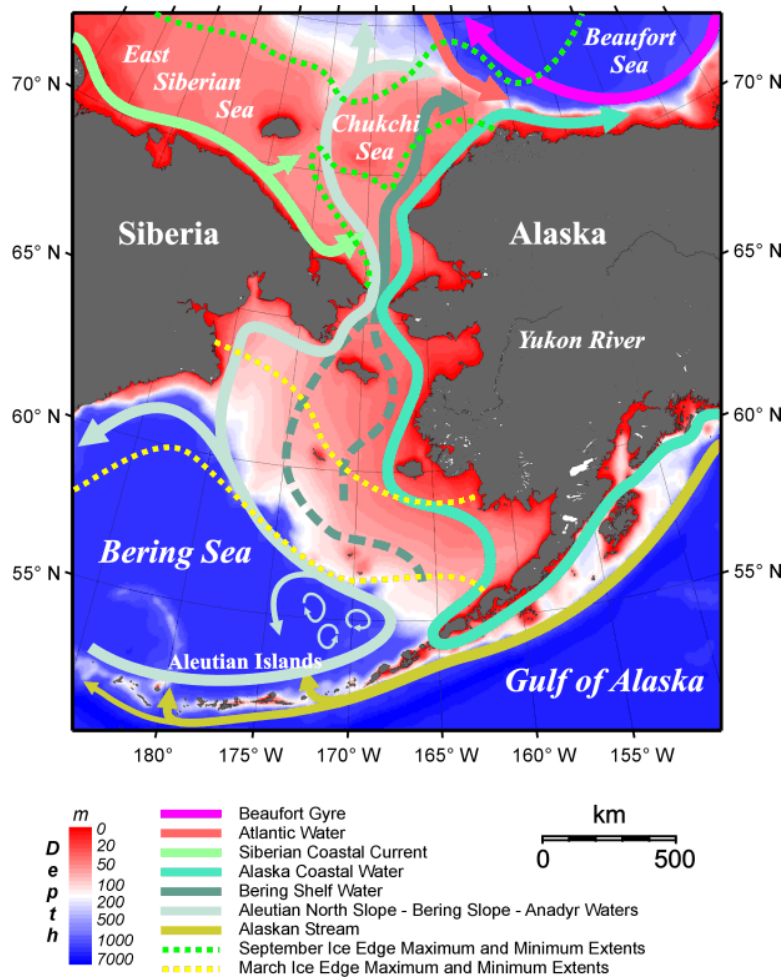 East
Siberian
Sea
Beaufort
Sea
70° N
70° N
Chukchi
Sea
Siberia
Alaska
65° N
65° N
Yukon River
60° N
60° N
Bering Sea
55° N
55° N
Aleutian Islands
Gulf of Alaska
180°
175° W
170° W
165° W
160° W
155° W
m
Depth
0
20
50
100
200
500
1000
7000
Beaufort Gyre
Atlantic Water
Siberian Coastal Current
Alaska Coastal Water
Bering Shelf Water
Aleutian North Slope - Bering Slope - Anadyr Waters
Alaskan Stream
September Ice Edge Maximum and Minimum Extents
March Ice Edge Maximum and Minimum Extents
km
0 500